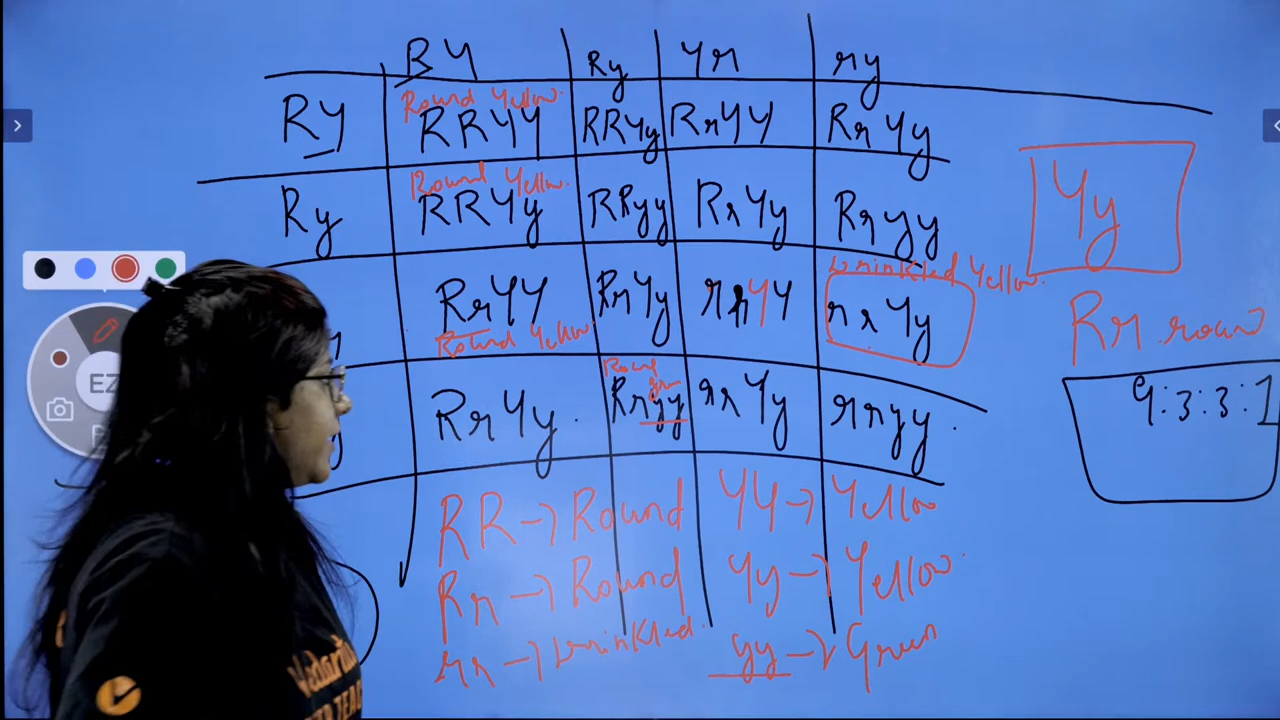 RY Ry Yr ry
Round Yellow.
RY RRYY RRYy RrYY RrYy
Round Yellow.
Ry RRYy RRyy RrYy Rryy
Yy
Wrinkled Yellow.
RrYY RrYy rrYY rrYy
Round Yellow
Rr round
Round
EZ
9:3:3:1
RrYy. Rryy rrYy rryy.
RR→Round YY→Yellow
Rr→Round Yy→Yellow.
rr→Wrinkled. yy→Green